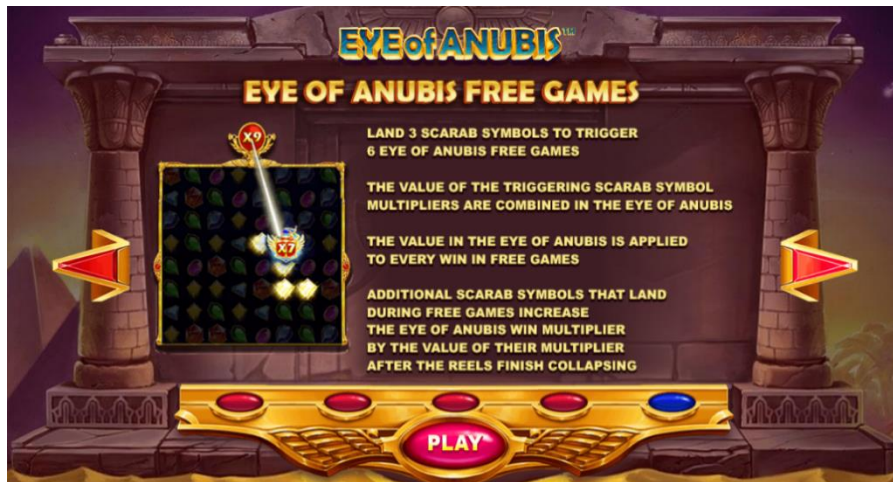 EYE of ANUBIS™
EYE OF ANUBIS FREE GAMES
X9
X7
LAND 3 SCARAB SYMBOLS TO TRIGGER
6 EYE OF ANUBIS FREE GAMES
THE VALUE OF THE TRIGGERING SCARAB SYMBOL
MULTIPLIERS ARE COMBINED IN THE EYE OF ANUBIS
THE VALUE IN THE EYE OF ANUBIS IS APPLIED
TO EVERY WIN IN FREE GAMES
ADDITIONAL SCARAB SYMBOLS THAT LAND
DURING FREE GAMES INCREASE
THE EYE OF ANUBIS WIN MULTIPLIER
BY THE VALUE OF THEIR MULTIPLIER
AFTER THE REELS FINISH COLLAPSING
PLAY